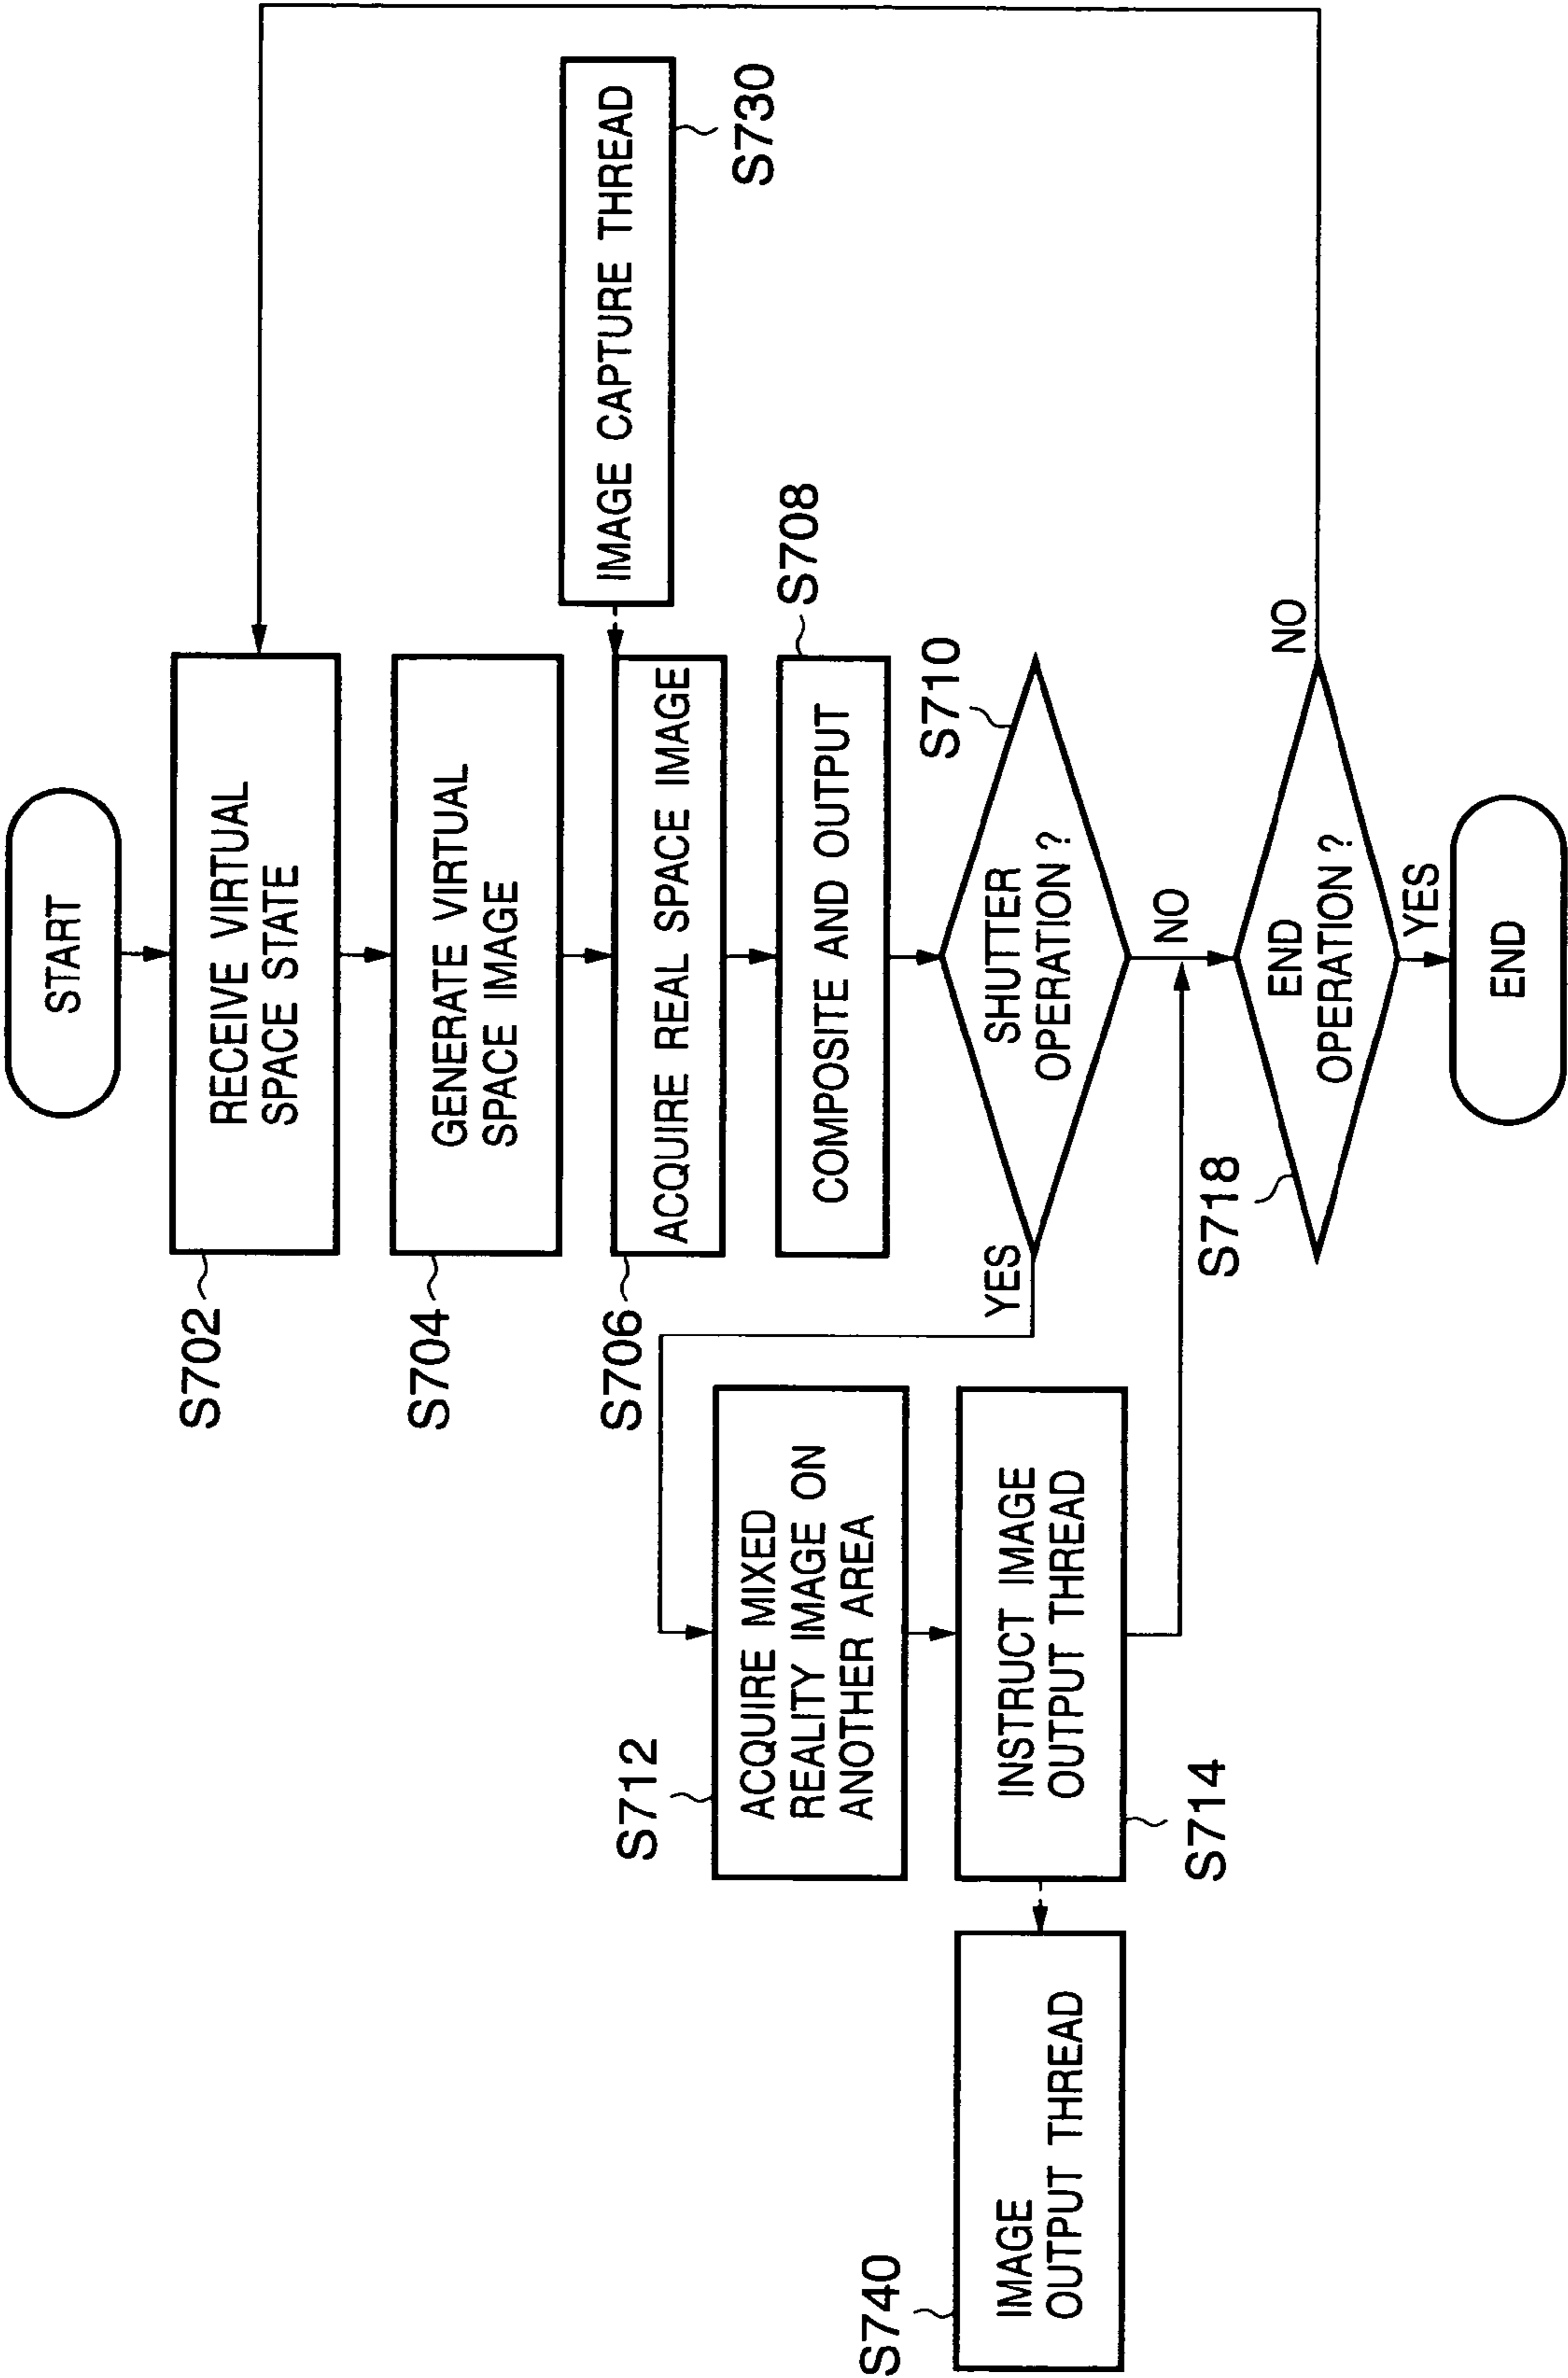 START
RECEIVE VIRTUAL
SPACE STATE
S702
GENERATE VIRTUAL
SPACE IMAGE
S704
IMAGE CAPTURE THREAD
S730
ACQUIRE REAL SPACE IMAGE
S706
COMPOSITE AND OUTPUT
S708
SHUTTER
OPERATION ?
S710
YES
NO
ACQUIRE MIXED
REALITY IMAGE ON
ANOTHER AREA
S712
INSTRUCT IMAGE
OUTPUT THREAD
S714
IMAGE
OUTPUT THREAD
S740
END
OPERATION ?
S718
NO
YES
END